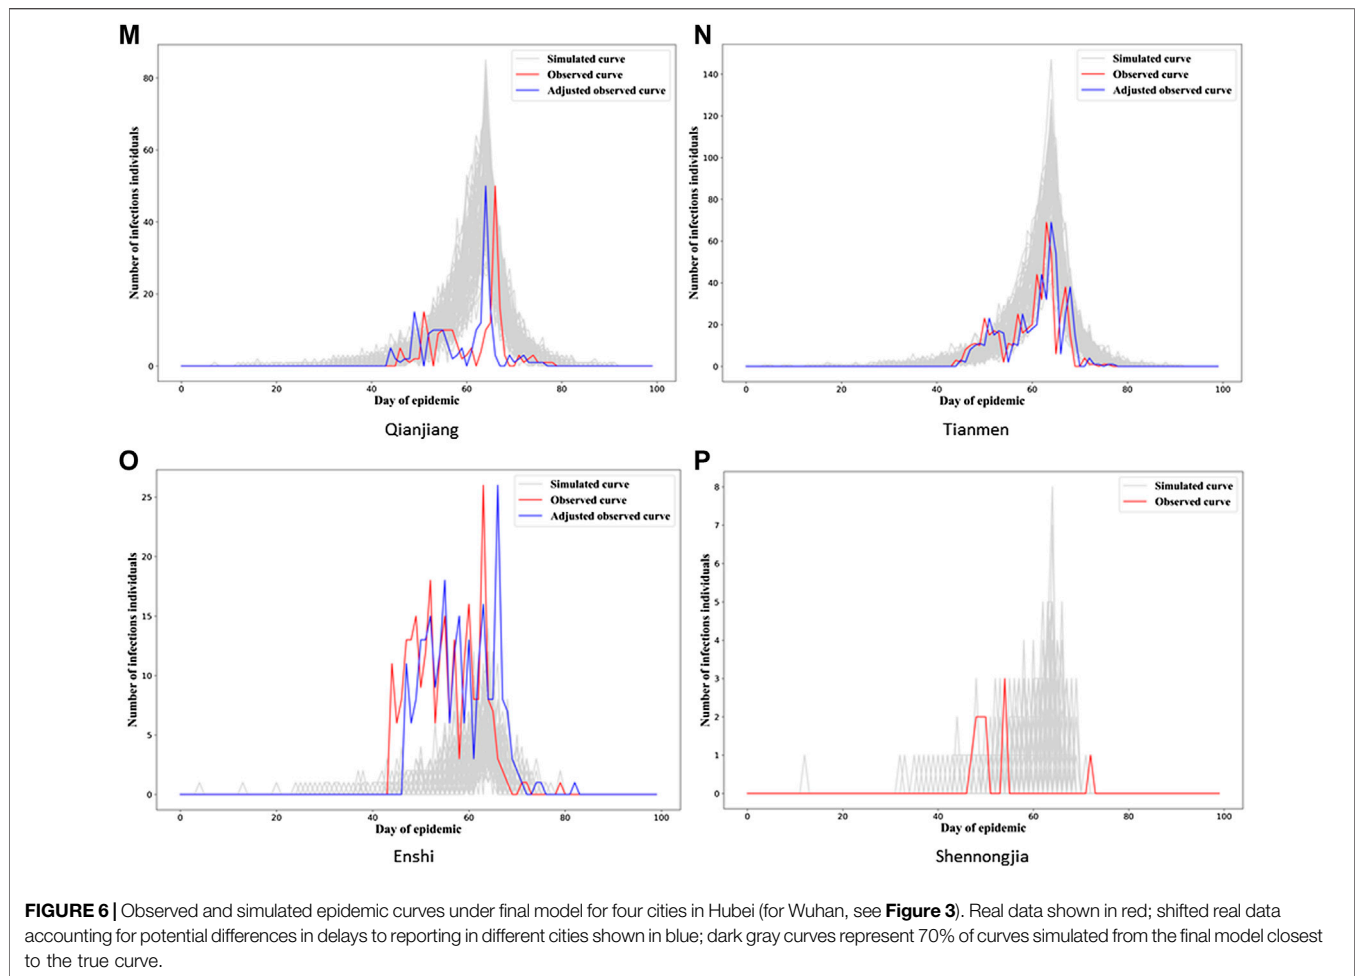 M
Simulated curve
Observed curve
Adjusted observed curve
Number of infections individuals
80
60
40
20
0
0 20 40 60 80 100
Day of epidemic
Qianjiang
N
Simulated curve
Observed curve
Adjusted observed curve
Number of infections individuals
140
120
100
80
60
40
20
0
0 20 40 60 80 100
Day of epidemic
Tianmen
O
Simulated curve
Observed curve
Adjusted observed curve
Number of infections individuals
25
20
15
10
5
0
0 20 40 60 80 100
Day of epidemic
Enshi
P
Simulated curve
Observed curve
Number of infections individuals
8
7
6
5
4
3
2
1
0
0 20 40 60 80 100
Day of epidemic
Shennongjia
FIGURE 6 | Observed and simulated epidemic curves under final model for four cities in Hubei (for Wuhan, see Figure 3). Real data shown in red; shifted real data
accounting for potential differences in delays to reporting in different cities shown in blue; dark gray curves represent 70% of curves simulated from the final model closest
to the true curve.